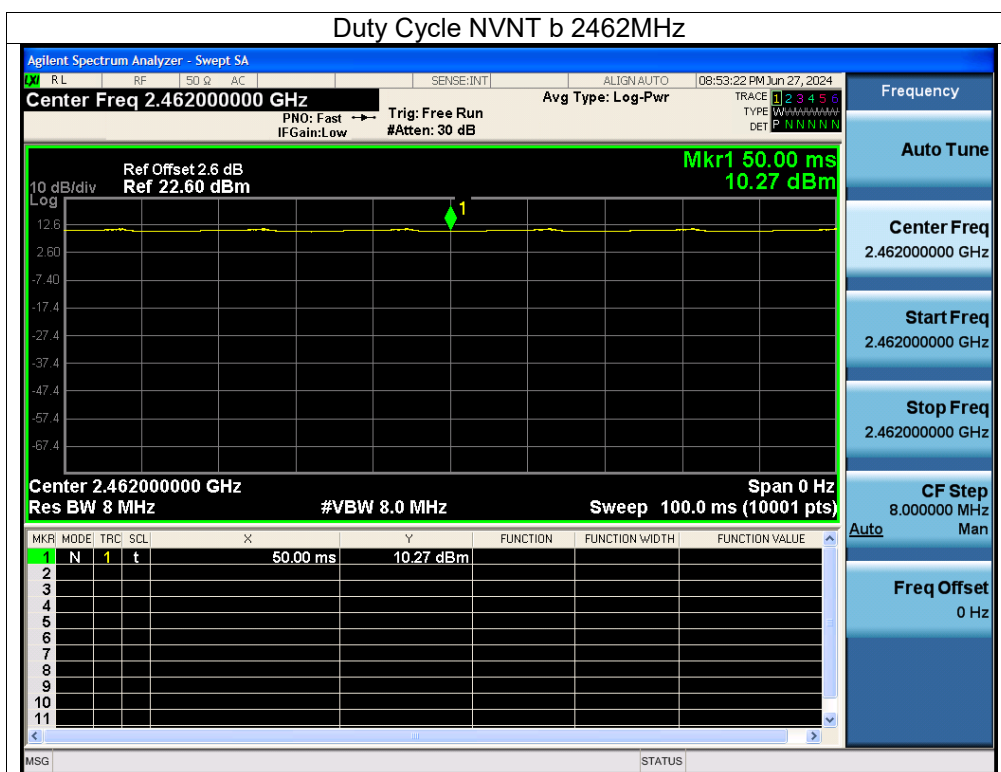 Duty Cycle NVNT b 2462MHz
Agilent Spectrum Analyzer - Swept SA
LXI RL RF 50 Ω AC SENSE:INT ALIGN AUTO 08:53:22 PM Jun 27, 2024
Center Freq 2.462000000 GHz
PNO: Fast
IFGain:Low
Trig: Free Run
#Atten: 30 dB
Avg Type: Log-Pwr
TRACE 1 2 3 4 5 6
TYPE WWWWWW
DET P N N N N N
Frequency
Ref Offset 2.6 dB
10 dB/div Ref 22.60 dBm
Log
Mkr1 50.00 ms
10.27 dBm
1
12.6
2.60
-7.40
-17.4
-27.4
-37.4
-47.4
-57.4
-67.4
Center 2.462000000 GHz Span 0 Hz
Res BW 8 MHz #VBW 8.0 MHz Sweep 100.0 ms (10001 pts)
MKR MODE TRC SCL X Y FUNCTION FUNCTION WIDTH FUNCTION VALUE
1 N 1 t 50.00 ms 10.27 dBm
2
3
4
5
6
7
8
9
10
11
MSG STATUS
Auto Tune
Center Freq
2.462000000 GHz
Start Freq
2.462000000 GHz
Stop Freq
2.462000000 GHz
CF Step
8.000000 MHz
Auto Man
Freq Offset
0 Hz